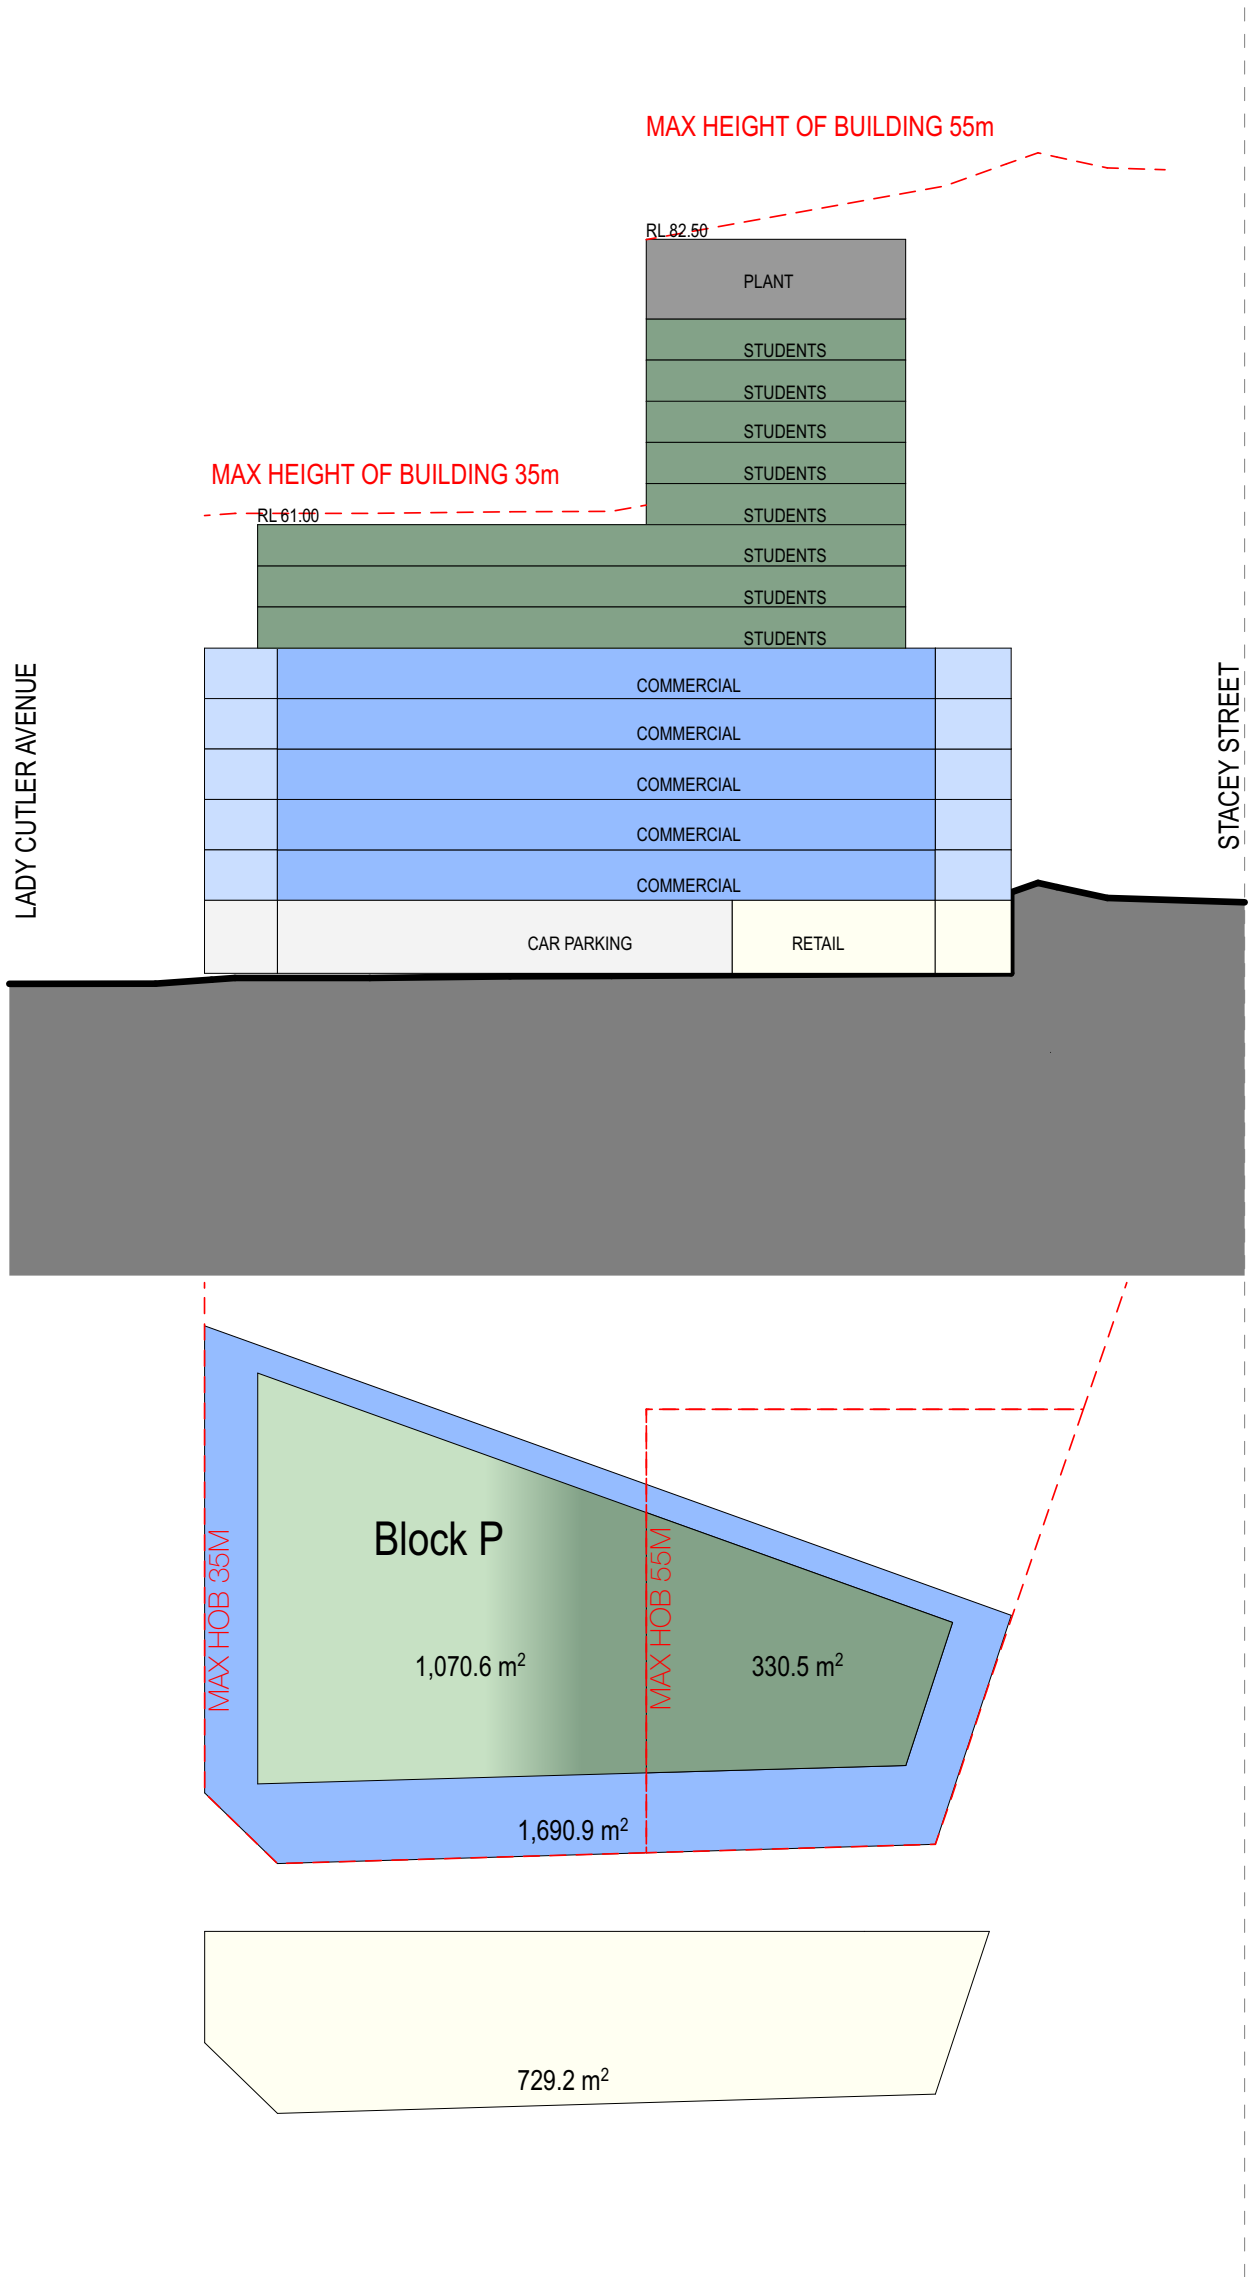 MAX HEIGHT OF BUILDING 55m
RL 82.50
PLANT
STUDENTS
STUDENTS
STUDENTS
STUDENTS
MAX HEIGHT OF BUILDING 35m
RL 61.00
STUDENTS
STUDENTS
STUDENTS
STUDENTS
LADY CUTLER AVENUE
STACEY STREET
COMMERCIAL
COMMERCIAL
COMMERCIAL
COMMERCIAL
COMMERCIAL
CAR PARKING
RETAIL
Block P
MAX HOB 35M
MAX HOB 55M
1,070.6 m²
330.5 m²
1,690.9 m²
729.2 m²